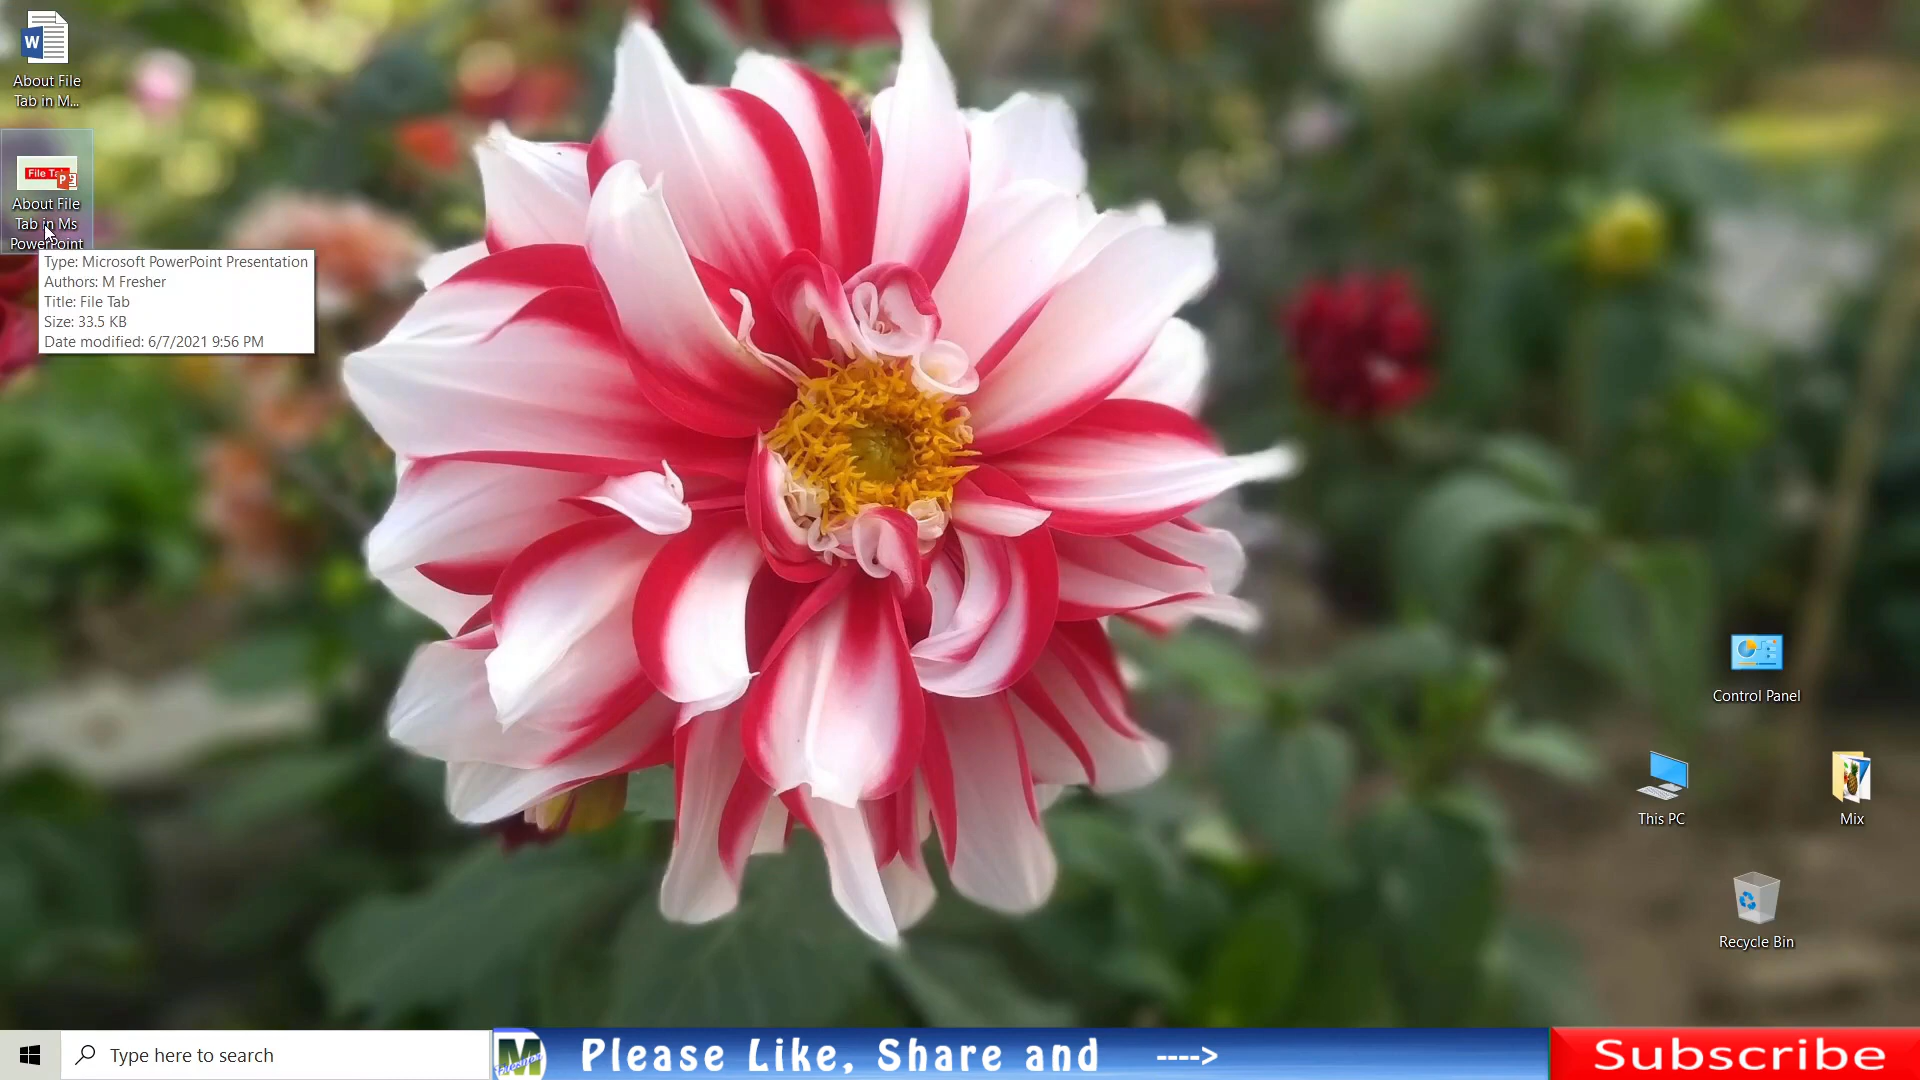 About File
Tab in M...
File Ta
About File
Tab in Ms
PowerPoint
Type: Microsoft PowerPoint Presentation
Authors: M Fresher
Title: File Tab
Size: 33.5 KB
Date modified: 6/7/2021 9:56 PM
Control Panel
This PC
Mix
Recycle Bin
Type here to search
Please Like, Share and ---->
Subscribe